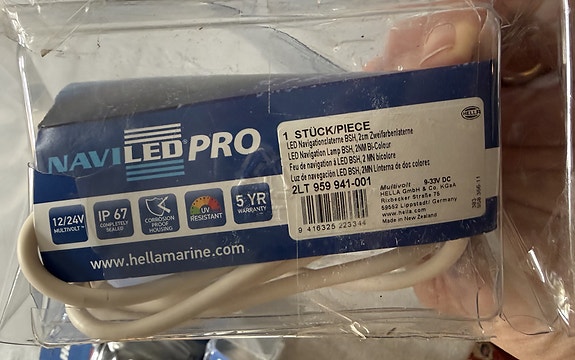 NAVILED PRO
12/24V
MULTIVOLT™
IP 67
COMPLETELY
SEALED
CORROSION
PROOF
HOUSING
UV
RESISTANT
5 YR
WARRANTY
www.hellamarine.com
1 STÜCK/PIECE
LED Navigationslaterne BSH, 2sm Zweifarbenlaterne
LED Navigation Lamp BSH, 2NM Bi-Colour
Feu de navigation à LED BSH, 2 MN bicolore
Luz de navegación LED BSH, 2MN Linterna de dos colores
2LT 959 941-001
Multivolt 9-33V DC
HELLA GmbH & Co. KGaA
Rixbecker Straße 75
59552 Lippstadt/ Germany
www.hella.com
Made in New Zealand
9 416325 223344
HELLA